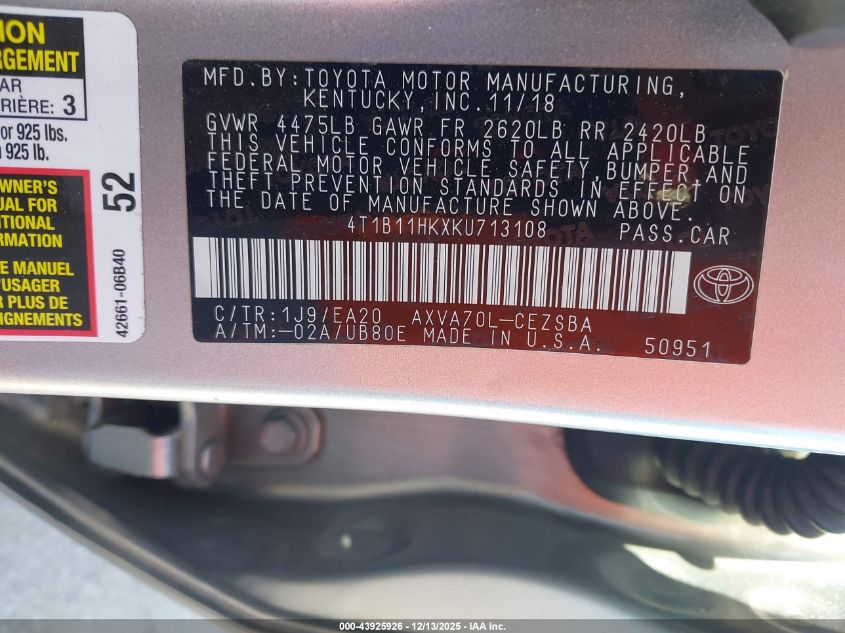 ION
RGEMENT
AR
RIÈRE: 3
or 925 lbs.
925 lb.
WNER'S
UAL FOR
ITIONAL
RMATION
E MANUEL
PUSAGER
R PLUS DE
EIGNEMENTS
52
42661-06B40
MFD.BY:TOYOTA MOTOR MANUFACTURING,
KENTUCKY, INC.11/18
GVWR 4475LB GAWR FR 2620LB RR 2420LB
THIS VEHICLE CONFORMS TO ALL APPLICABLE
FEDERAL MOTOR VEHICLE SAFETY,BUMPER,AND
THEFT PREVENTION STANDARDS IN EFFECT ON
THE DATE OF MANUFACTURE SHOWN ABOVE.
4T1B11HKXKU713108 PASS.CAR
C/TR:1J9/EA20 AXVA70L-CEZSBA
A/TM:-02A/UB80E MADE IN U.S.A. 50951
000-43925926 - 12/13/2025 - IAA Inc.